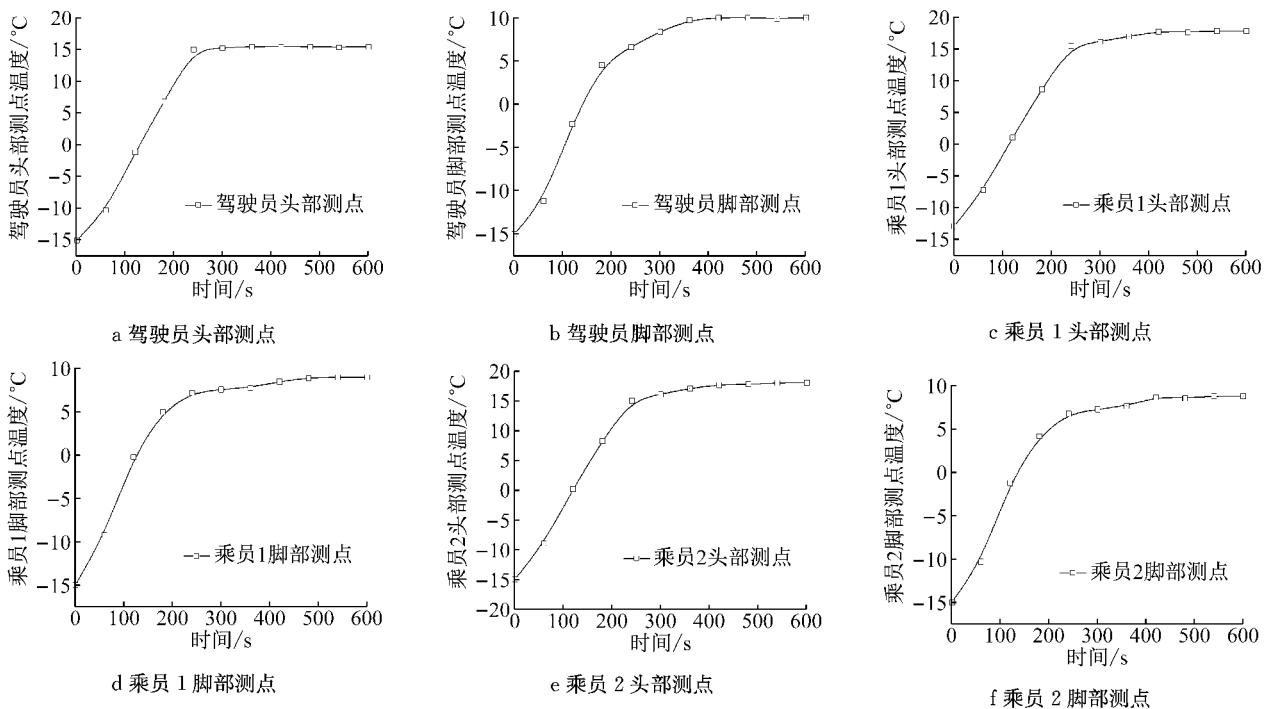 驾驶员头部测点温度/°C
20
15
10
5
0
−5
−10
−15
驾驶员头部测点
0 100 200 300 400 500 600
时间/s
a 驾驶员头部测点
驾驶员脚部测点温度/°C
10
5
0
−5
−10
−15
驾驶员脚部测点
0 100 200 300 400 500 600
时间/s
b 驾驶员脚部测点
乘员1头部测点温度/°C
20
15
10
5
0
−5
−10
−15
乘员1头部测点
0 100 200 300 400 500 600
时间/s
c 乘员 1 头部测点
乘员1脚部测点温度/°C
10
5
0
−5
−10
−15
乘员1脚部测点
0 100 200 300 400 500 600
时间/s
d 乘员 1 脚部测点
乘员2头部测点温度/°C
20
15
10
5
0
−5
−10
−15
−20
乘员2头部测点
0 100 200 300 400 500 600
时间/s
e 乘员 2 头部测点
乘员2脚部测点温度/°C
10
5
0
−5
−10
−15
乘员2脚部测点
0 100 200 300 400 500 600
时间/s
f 乘员 2 脚部测点